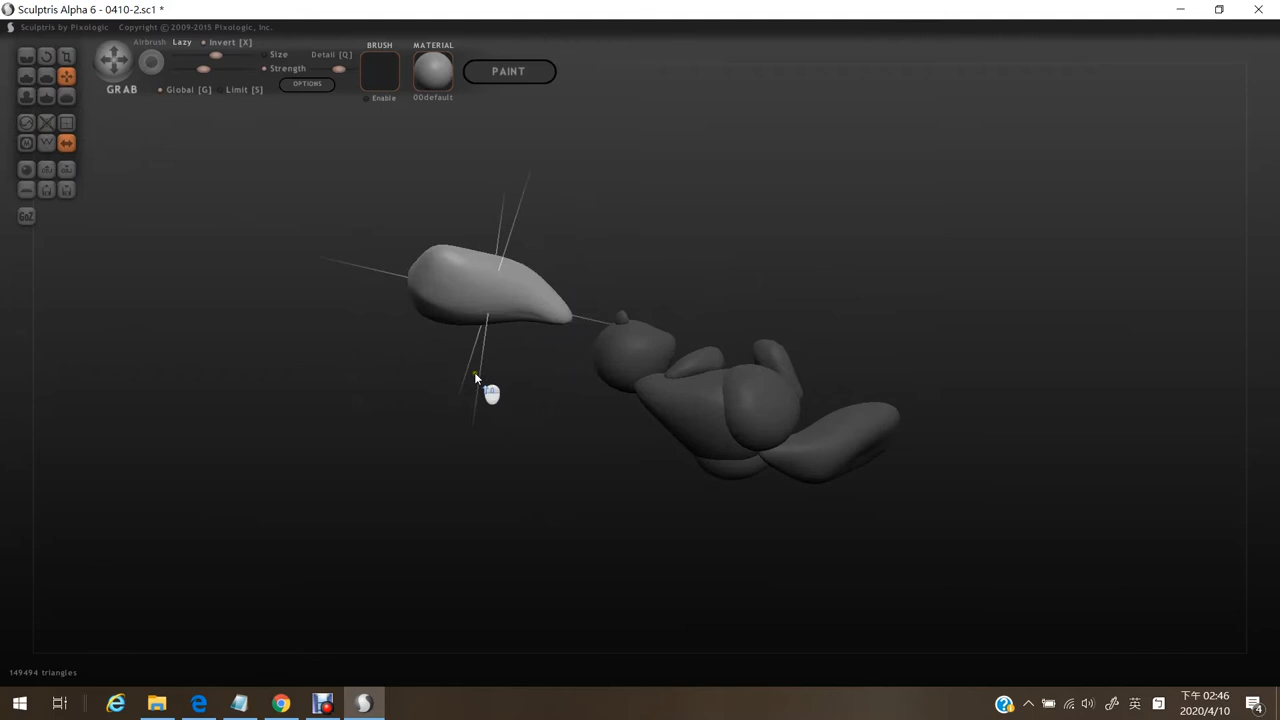 Sculptris Alpha 6 - 0410-2.sc1 *
Sculptris by Pixologic Copyright © 2009-2015 Pixologic, Inc.
Airbrush Lazy Invert [X]
Size Detail [Q]
Strength
GRAB Global [G] Limit [S] OPTIONS
BRUSH
Enable
MATERIAL
00default
PAINT
GoZ
149494 triangles
英
下午 02:46
2020/4/10
4